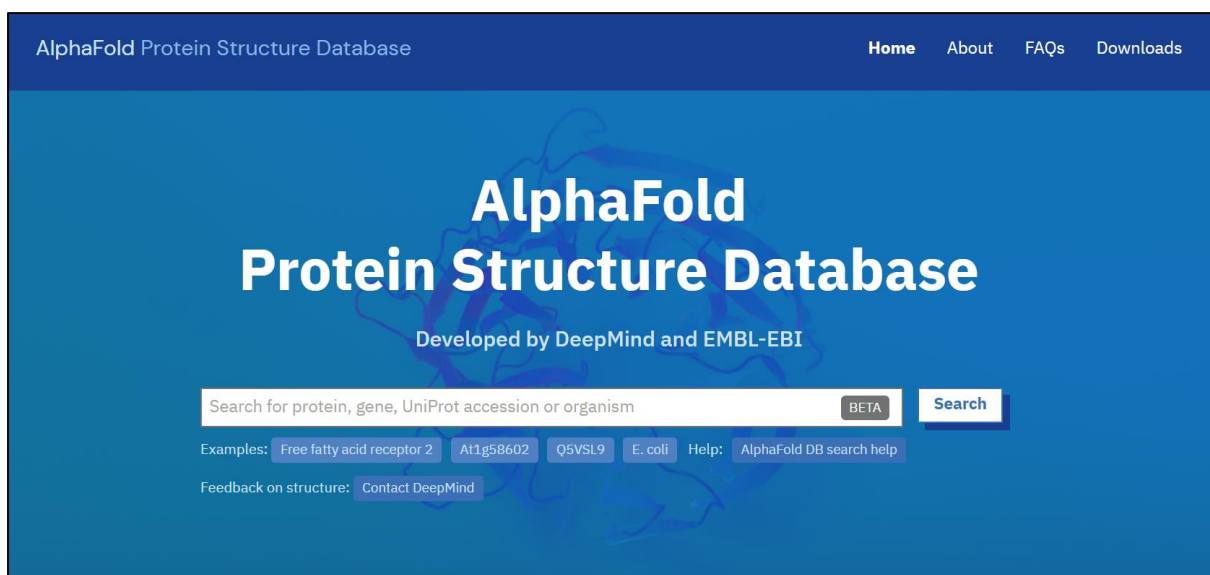 AlphaFold Protein Structure Database Home About FAQs Downloads
AlphaFold
Protein Structure Database
Developed by DeepMind and EMBL-EBI
Search for protein, gene, UniProt accession or organism BETA Search
Examples: Free fatty acid receptor 2 At1g58602 Q5VSL9 E. coli Help: AlphaFold DB search help
Feedback on structure: Contact DeepMind